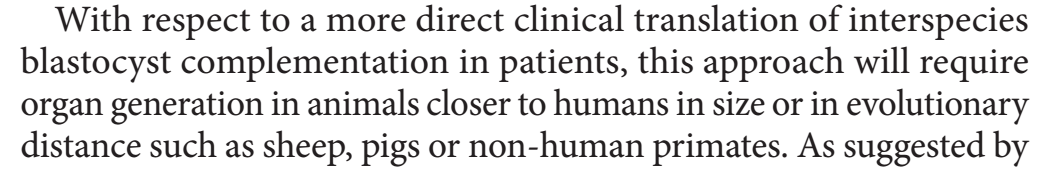 With respect to a more direct clinical translation of interspecies
blastocyst complementation in patients, this approach will require
organ generation in animals closer to humans in size or in evolutionary
distance such as sheep, pigs or non-human primates. As suggested by